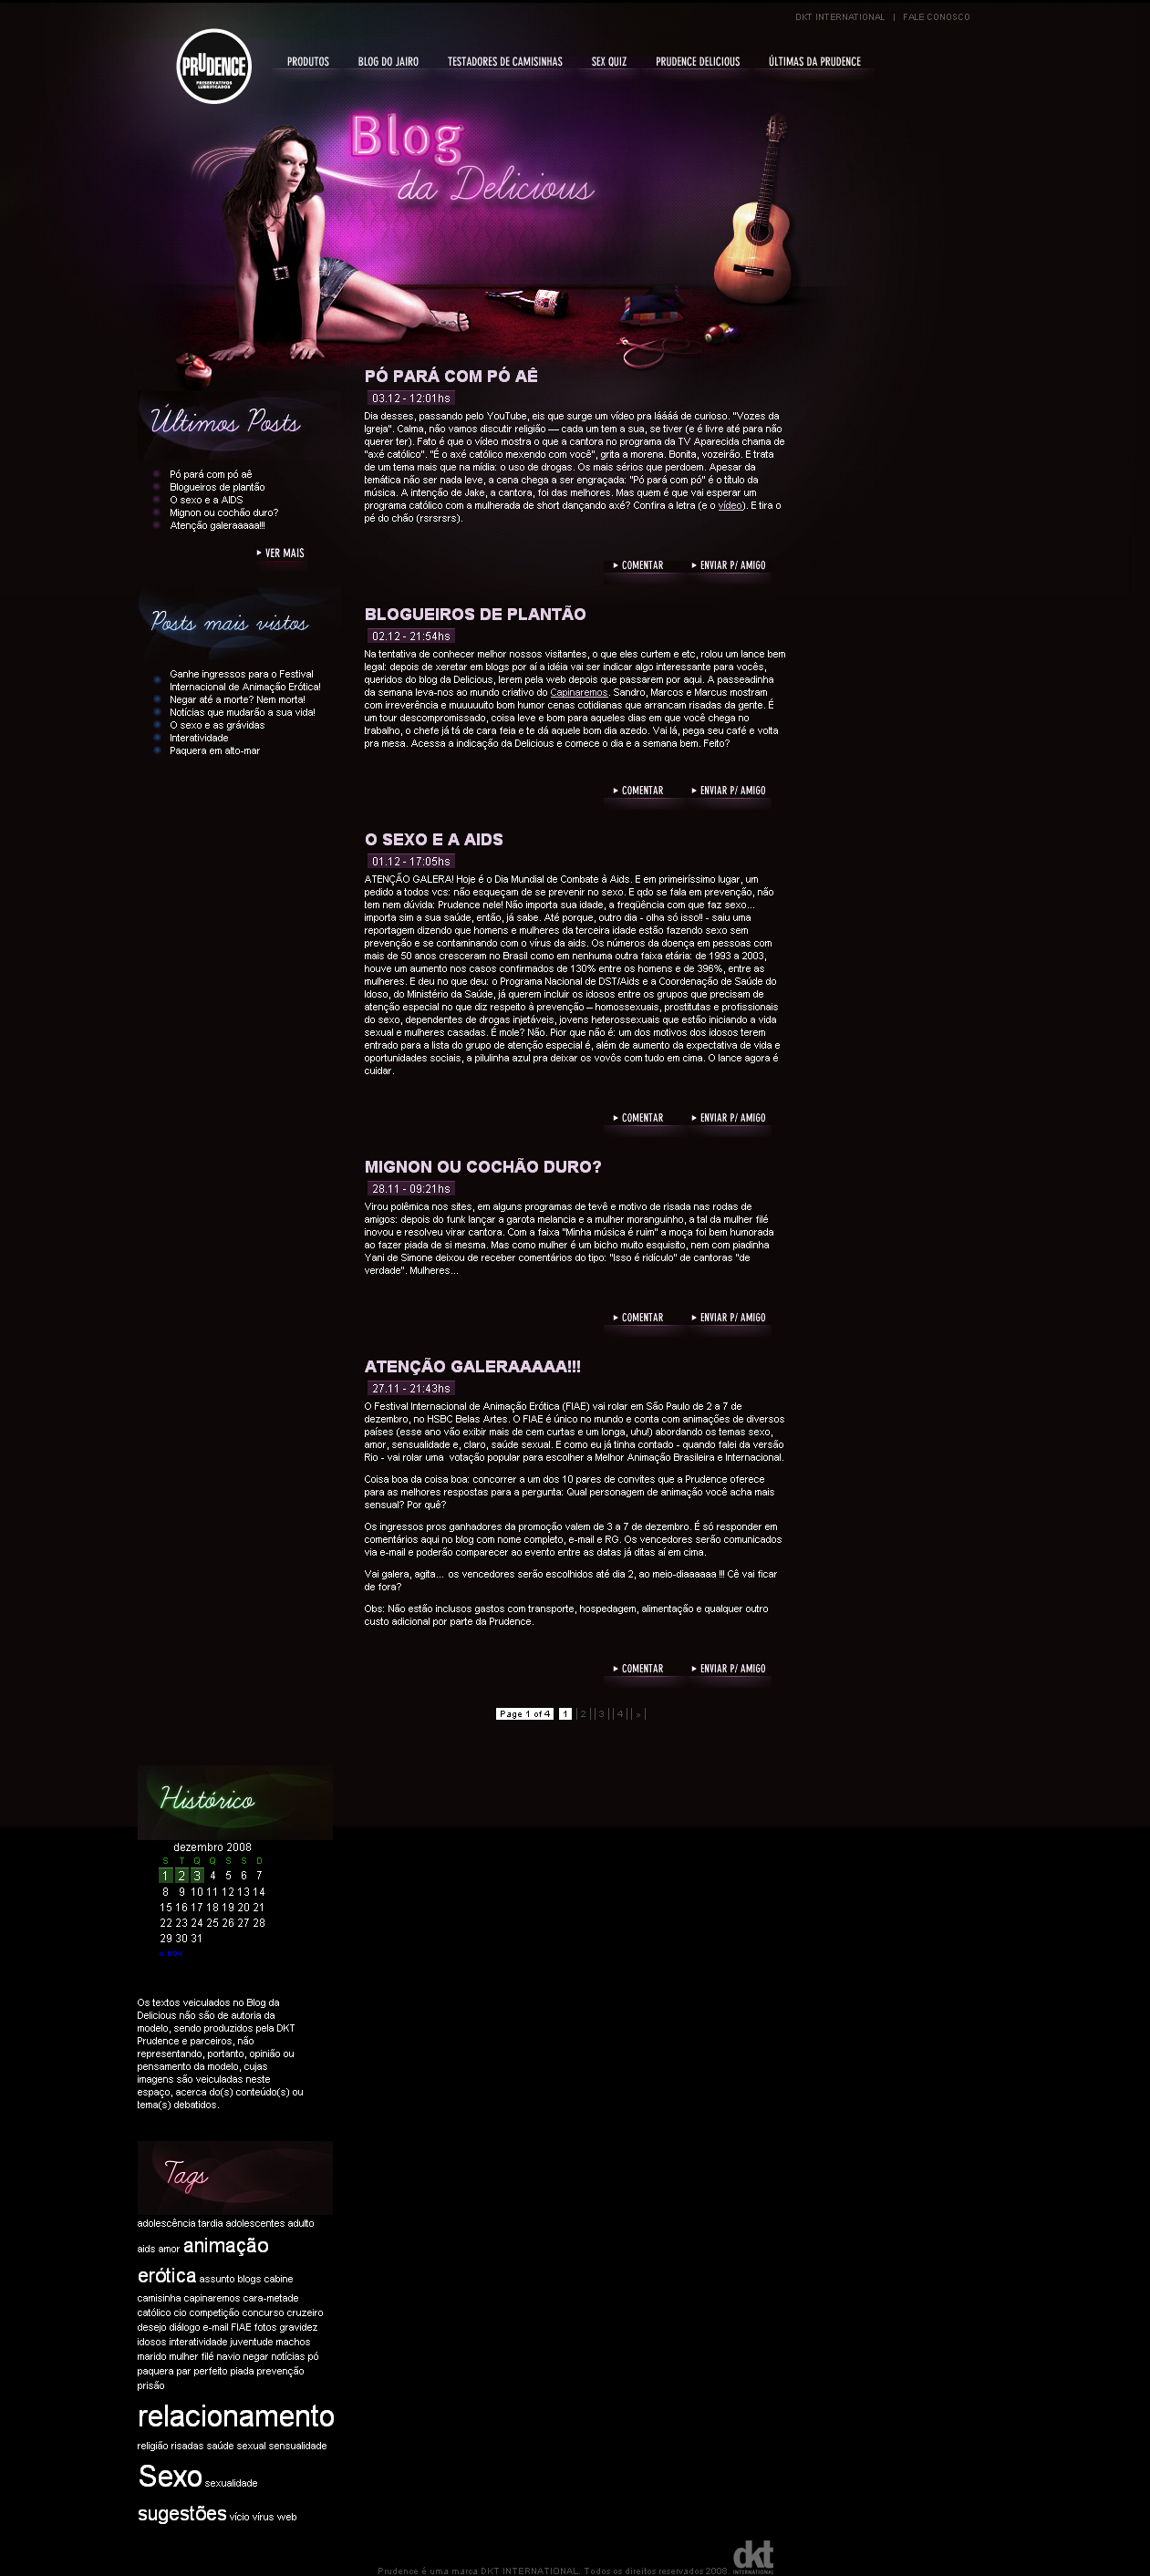 DKT INTERNATIONAL | FALE CONOSCO
PRUDENCE
PRESERVATIVOS
LUBRIFICADOS
PRODUTOS BLOG DO JAIRO TESTADORES DE CAMISINHAS SEX QUIZ PRUDENCE DELICIOUS ÚLTIMAS DA PRUDENCE
Blog
da Delicious
Últimos Posts
Pó pará com pó aê
Blogueiros de plantão
O sexo e a AIDS
Mignon ou cochão duro?
Atenção galeraaaaa!!!
VER MAIS
Posts mais vistos
Ganhe ingressos para o Festival
Internacional de Animação Erótica!
Negar até a morte? Nem morta!
Notícias que mudarão a sua vida!
O sexo e as grávidas
Interatividade
Paquera em alto-mar
PÓ PARÁ COM PÓ AÊ
03.12 - 12:01hs
Dia desses, passando pelo YouTube, eis que surge um vídeo pra láááá de curioso. "Vozes da
Igreja". Calma, não vamos discutir religião — cada um tem a sua, se tiver (e é livre até para não
querer ter). Fato é que o vídeo mostra o que a cantora no programa da TV Aparecida chama de
"axé católico". "É o axé católico mexendo com você", grita a morena. Bonita, vozeirão. E trata
de um tema mais que na mídia: o uso de drogas. Os mais sérios que perdoem. Apesar da
temática não ser nada leve, a cena chega a ser engraçada: "Pó pará com pó" é o título da
música. A intenção de Jake, a cantora, foi das melhores. Mas quem é que vai esperar um
programa católico com a mulherada de short dançando axé? Confira a letra (e o vídeo). E tira o
pé do chão (rsrsrsrs).
COMENTAR ENVIAR P/ AMIGO
BLOGUEIROS DE PLANTÃO
02.12 - 21:54hs
Na tentativa de conhecer melhor nossos visitantes, o que eles curtem e etc, rolou um lance bem
legal: depois de xeretar em blogs por aí a idéia vai ser indicar algo interessante para vocês,
queridos do blog da Delicious, lerem pela web depois que passarem por aqui. A passeadinha
da semana leva-nos ao mundo criativo do Capinaremos. Sandro, Marcos e Marcus mostram
com irreverência e muuuuuito bom humor cenas cotidianas que arrancam risadas da gente. É
um tour descompromissado, coisa leve e bom para aqueles dias em que você chega no
trabalho, o chefe já tá de cara feia e te dá aquele bom dia azedo. Vai lá, pega seu café e volta
pra mesa. Acessa a indicação da Delicious e comece o dia e a semana bem. Feito?
COMENTAR ENVIAR P/ AMIGO
O SEXO E A AIDS
01.12 - 17:05hs
ATENÇÃO GALERA! Hoje é o Dia Mundial de Combate à Aids. E em primeiríssimo lugar, um
pedido a todos vcs: não esqueçam de se prevenir no sexo. E qdo se fala em prevenção, não
tem nem dúvida: Prudence nele! Não importa sua idade, a freqüência com que faz sexo...
importa sim a sua saúde, então, já sabe. Até porque, outro dia - olha só isso!! - saiu uma
reportagem dizendo que homens e mulheres da terceira idade estão fazendo sexo sem
prevenção e se contaminando com o vírus da aids. Os números da doença em pessoas com
mais de 50 anos cresceram no Brasil como em nenhuma outra faixa etária: de 1993 a 2003,
houve um aumento nos casos confirmados de 130% entre os homens e de 396%, entre as
mulheres. E deu no que deu: o Programa Nacional de DST/Aids e a Coordenação de Saúde do
Idoso, do Ministério da Saúde, já querem incluir os idosos entre os grupos que precisam de
atenção especial no que diz respeito à prevenção – homossexuais, prostitutas e profissionais
do sexo, dependentes de drogas injetáveis, jovens heterossexuais que estão iniciando a vida
sexual e mulheres casadas. É mole? Não. Pior que não é: um dos motivos dos idosos terem
entrado para a lista do grupo de atenção especial é, além de aumento da expectativa de vida e
oportunidades sociais, a pilulinha azul pra deixar os vovôs com tudo em cima. O lance agora é
cuidar.
COMENTAR ENVIAR P/ AMIGO
MIGNON OU COCHÃO DURO?
28.11 - 09:21hs
Virou polêmica nos sites, em alguns programas de tevê e motivo de risada nas rodas de
amigos: depois do funk lançar a garota melancia e a mulher moranguinho, a tal da mulher filé
inovou e resolveu virar cantora. Com a faixa "Minha música é ruim" a moça foi bem humorada
ao fazer piada de si mesma. Mas como mulher é um bicho muito esquisito, nem com piadinha
Yani de Simone deixou de receber comentários do tipo: "Isso é ridículo" de cantoras "de
verdade". Mulheres...
COMENTAR ENVIAR P/ AMIGO
ATENÇÃO GALERAAAAA!!!
27.11 - 21:43hs
O Festival Internacional de Animação Erótica (FIAE) vai rolar em São Paulo de 2 a 7 de
dezembro, no HSBC Belas Artes. O FIAE é único no mundo e conta com animações de diversos
países (esse ano vão exibir mais de cem curtas e um longa, uhu!) abordando os temas sexo,
amor, sensualidade e, claro, saúde sexual. E como eu já tinha contado - quando falei da versão
Rio - vai rolar uma votação popular para escolher a Melhor Animação Brasileira e Internacional.
Coisa boa da coisa boa: concorrer a um dos 10 pares de convites que a Prudence oferece
para as melhores respostas para a pergunta: Qual personagem de animação você acha mais
sensual? Por quê?
Os ingressos pros ganhadores da promoção valem de 3 a 7 de dezembro. É só responder em
comentários aqui no blog com nome completo, e-mail e RG. Os vencedores serão comunicados
via e-mail e poderão comparecer ao evento entre as datas já ditas aí em cima.
Vai galera, agita... os vencedores serão escolhidos até dia 2, ao meio-diaaaaaa !!! Cê vai ficar
de fora?
Obs: Não estão inclusos gastos com transporte, hospedagem, alimentação e qualquer outro
custo adicional por parte da Prudence.
COMENTAR ENVIAR P/ AMIGO
Page 1 of 4 1 | 2 | | 3 | | 4 | | » |
Histórico
dezembro 2008
S T Q Q S S D
1 2 3 4 5 6 7
8 9 10 11 12 13 14
15 16 17 18 19 20 21
22 23 24 25 26 27 28
29 30 31
« nov
Os textos veiculados no Blog da
Delicious não são de autoria da
modelo, sendo produzidos pela DKT
Prudence e parceiros, não
representando, portanto, opinião ou
pensamento da modelo, cujas
imagens são veiculadas neste
espaço, acerca do(s) conteúdo(s) ou
tema(s) debatidos.
Tags
adolescência tardia adolescentes adulto
aids amor animação
erótica assunto blogs cabine
camisinha capinaremos cara-metade
católico cio competição concurso cruzeiro
desejo diálogo e-mail FIAE fotos gravidez
idosos interatividade juventude machos
marido mulher filé navio negar notícias pó
paquera par perfeito piada prevenção
prisão
relacionamento
religião risadas saúde sexual sensualidade
Sexo sexualidade
sugestões vício vírus web
Prudence é uma marca DKT INTERNATIONAL. Todos os direitos reservados 2008.
dkt
INTERNATIONAL